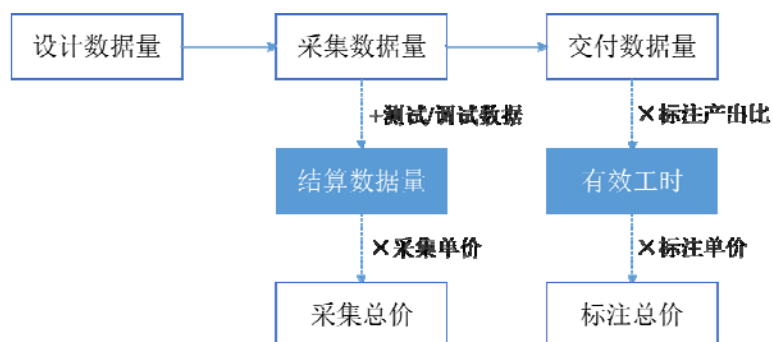 设计数据量
采集数据量
交付数据量
+测试/调试数据
×标注产出比
结算数据量
有效工时
×采集单价
×标注单价
采集总价
标注总价